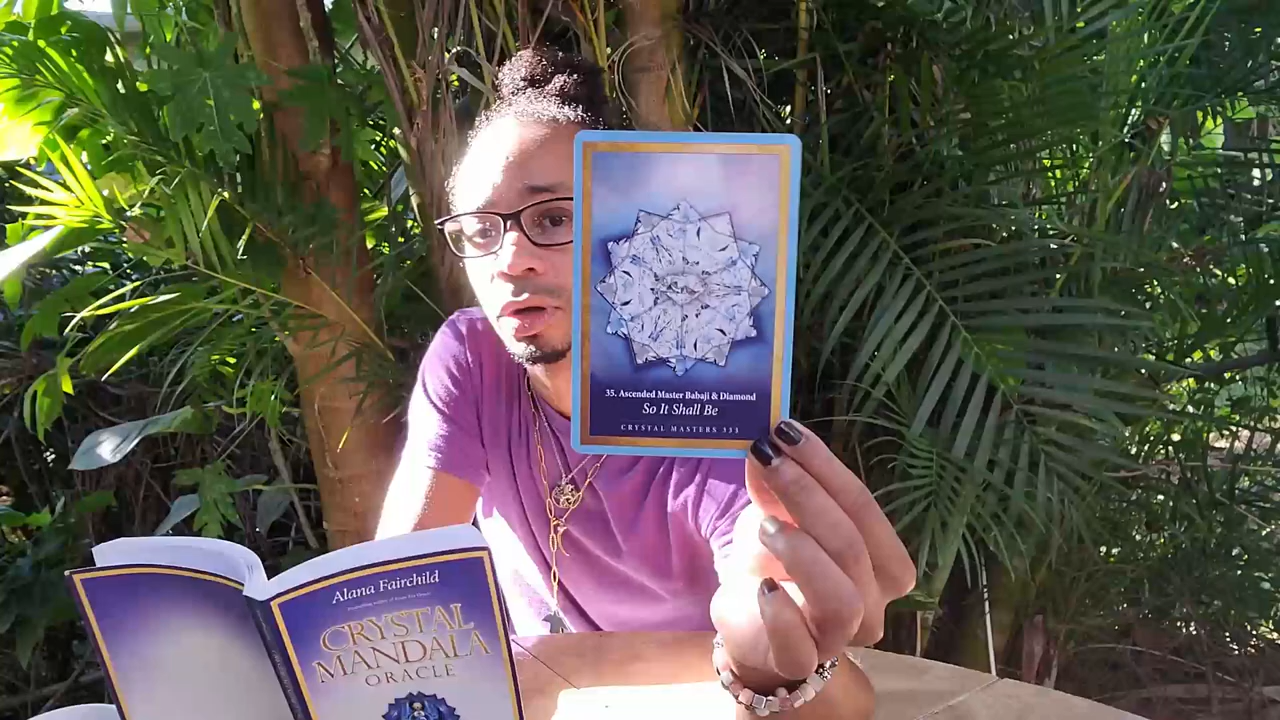 35. Ascended Master Babaji & Diamond
So It Shall Be
CRYSTAL MASTERS 333
Alana Fairchild
CRYSTAL
MANDALA
ORACLE